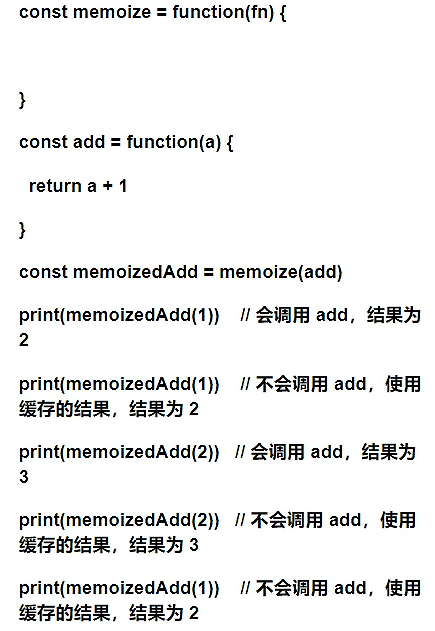 const memoize = function(fn) {
}
const add = function(a) {
return a + 1
}
const memoizedAdd = memoize(add)
print(memoizedAdd(1)) // 会调用 add，结果为
2
print(memoizedAdd(1)) // 不会调用 add，使用
缓存的结果，结果为 2
print(memoizedAdd(2)) // 会调用 add，结果为
3
print(memoizedAdd(2)) // 不会调用 add，使用
缓存的结果，结果为 3
print(memoizedAdd(1)) // 不会调用 add，使用
缓存的结果，结果为 2